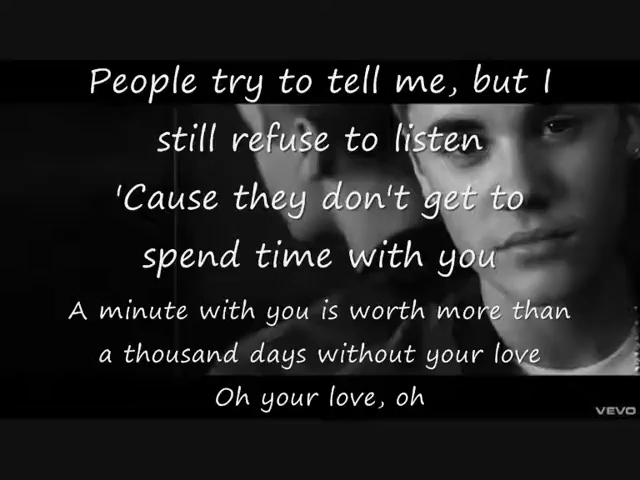 People try to tell me, but I
still refuse to listen
'Cause they don't get to
spend time with you
A minute with you is worth more than
a thousand days without your love
Oh your love, oh
VEVO